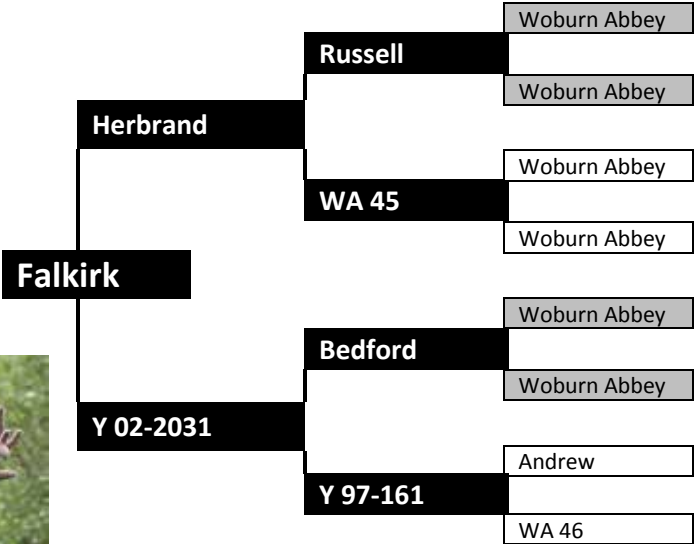 Woburn Abbey
Russell
Woburn Abbey
Herbrand
Woburn Abbey
WA 45
Woburn Abbey
Falkirk
Woburn Abbey
Bedford
Woburn Abbey
Y 02-2031
Andrew
Y 97-161
WA 46